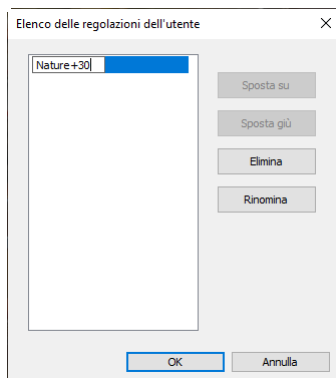 Elenco delle regolazioni dell'utente
Nature+30
Sposta su
Sposta giù
Elimina
Rinomina
OK
Annulla